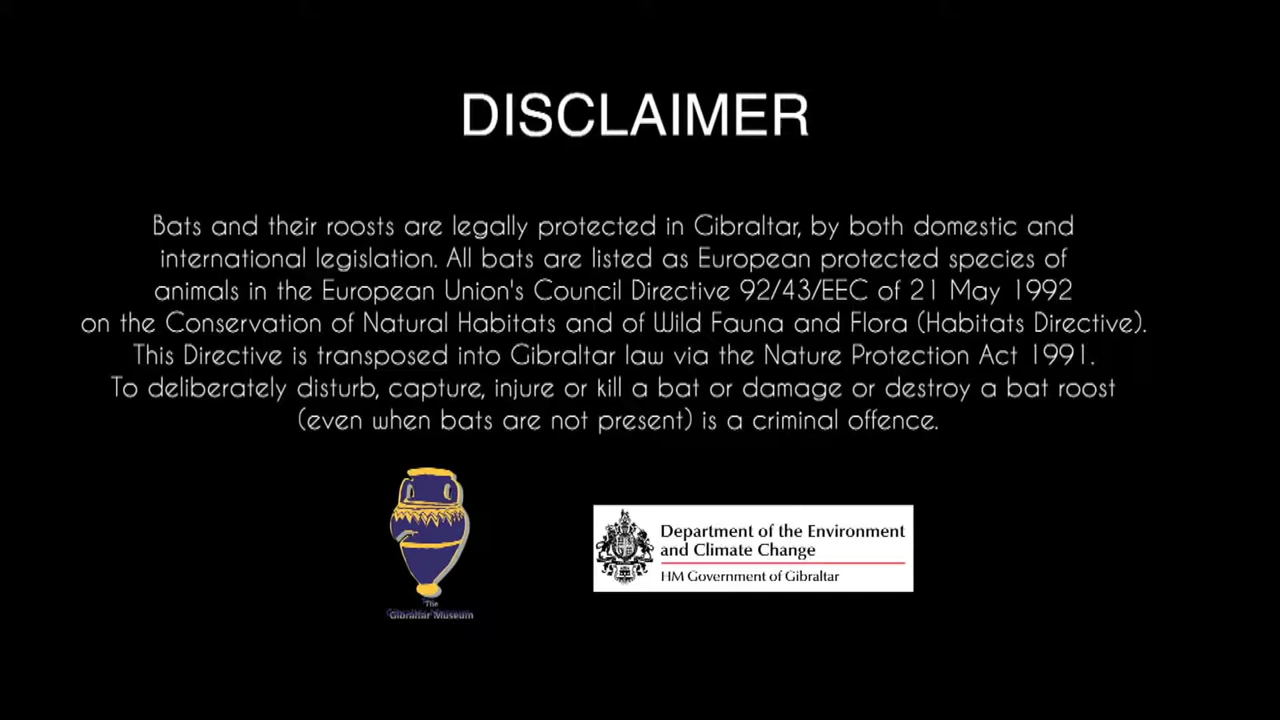 DISCLAIMER
Bats and their roosts are legally protected in Gibraltar, by both domestic and
international legislation. All bats are listed as European protected species of
animals in the European Union's Council Directive 92/43/EEC of 21 May 1992
on the Conservation of Natural Habitats and of Wild Fauna and Flora (Habitats Directive).
This Directive is transposed into Gibraltar law via the Nature Protection Act 1991.
To deliberately disturb, capture, injure or kill a bat or damage or destroy a bat roost
(even when bats are not present) is a criminal offence.
The
Gibraltar Museum
Department of the Environment
and Climate Change
HM Government of Gibraltar